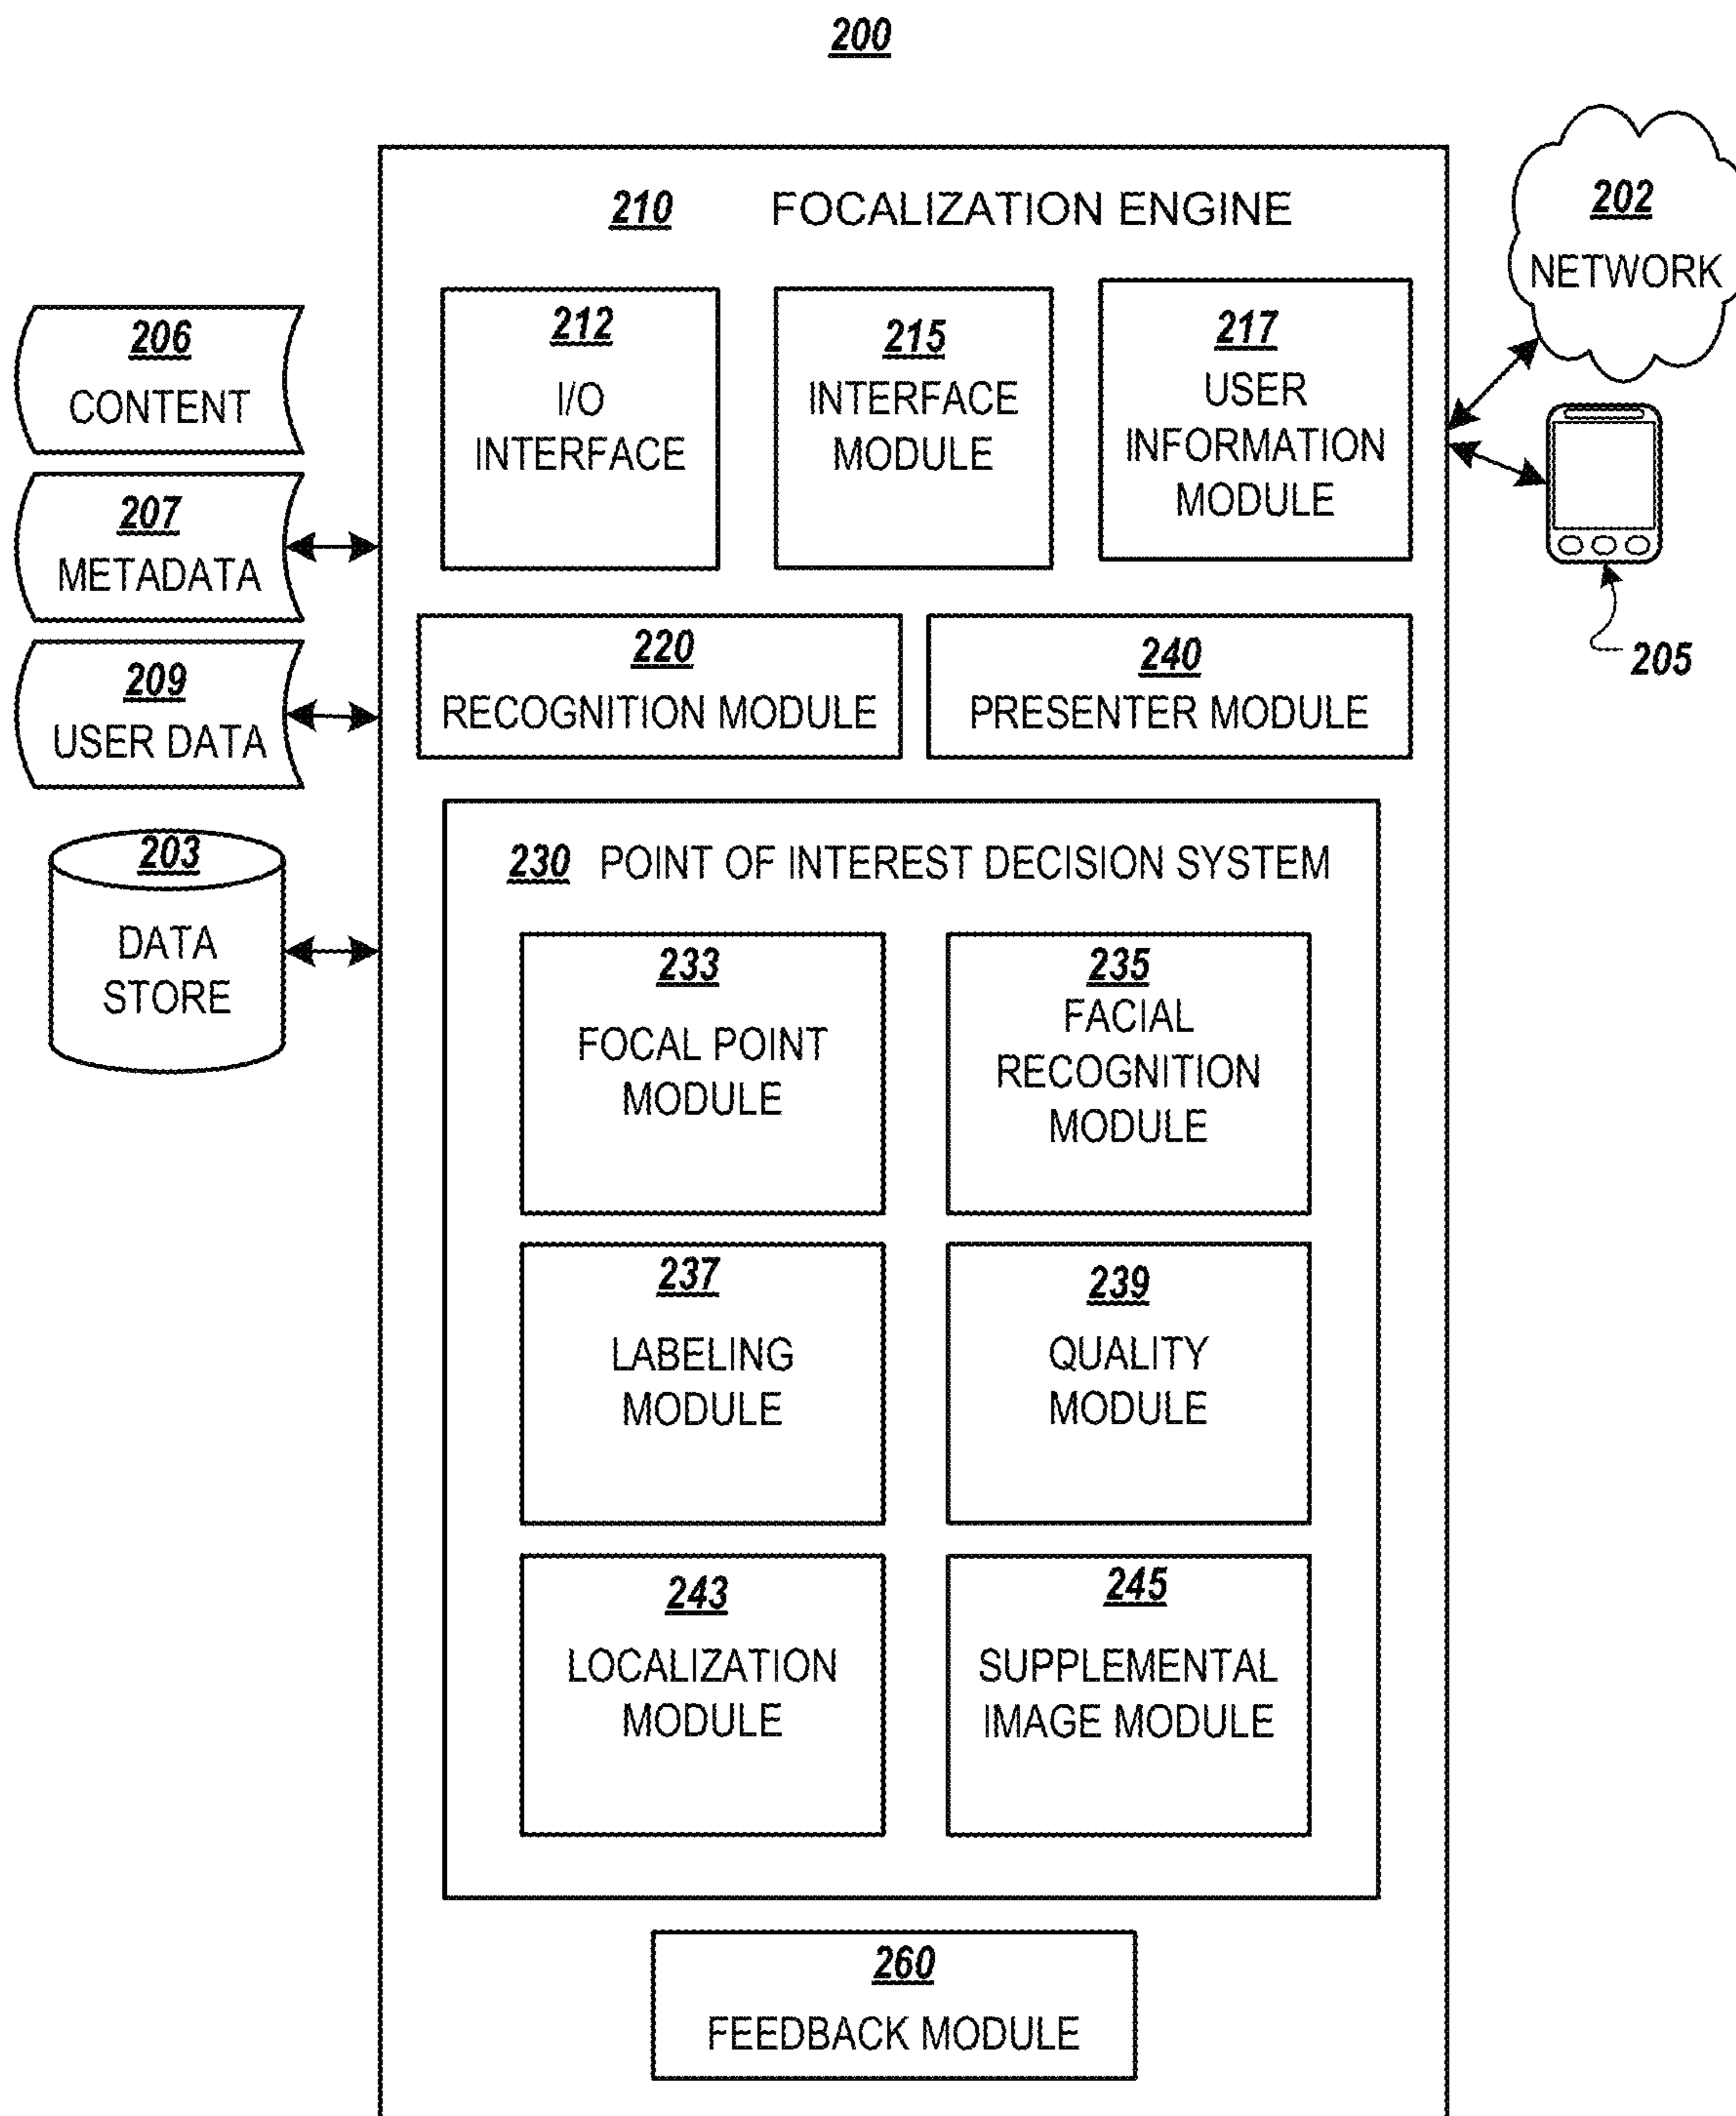 200
210 FOCALIZATION ENGINE
202
NETWORK
212
I/O
INTERFACE
215
INTERFACE
MODULE
217
USER
INFORMATION
MODULE
206
CONTENT
207
METADATA
209
USER DATA
203
DATA
STORE
205
220
RECOGNITION MODULE
240
PRESENTER MODULE
230 POINT OF INTEREST DECISION SYSTEM
233
FOCAL POINT
MODULE
235
FACIAL
RECOGNITION
MODULE
237
LABELING
MODULE
239
QUALITY
MODULE
243
LOCALIZATION
MODULE
245
SUPPLEMENTAL
IMAGE MODULE
260
FEEDBACK MODULE